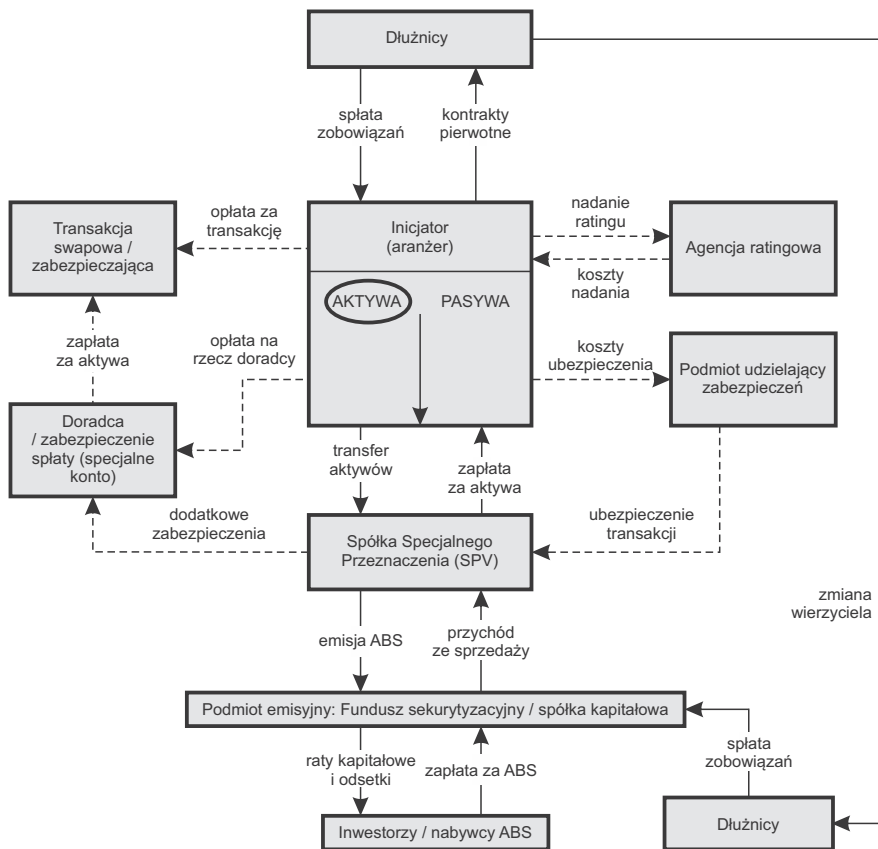 Dłużnicy
spłata
zobowiązań
kontrakty
pierwotne
Transakcja
swapowa /
zabezpieczająca
opłata za
transakcję
Inicjator
(aranżer)
nadanie
ratingu
Agencja ratingowa
koszty
nadania
AKTYWA
PASYWA
zapłata
za aktywa
opłata na
rzecz doradcy
koszty
ubezpieczenia
Podmiot udzielający
zabezpieczeń
Doradca
/ zabezpieczenie
spłaty (specjalne
konto)
transfer
aktywów
zapłata
za aktywa
dodatkowe
zabezpieczenia
Spółka Specjalnego
Przeznaczenia (SPV)
ubezpieczenie
transakcji
zmiana
wierzyciela
emisja ABS
przychód
ze sprzedaży
Podmiot emisyjny: Fundusz sekurytyzacyjny / spółka kapitałowa
raty kapitałowe
i odsetki
zapłata za ABS
spłata
zobowiązań
Inwestorzy / nabywcy ABS
Dłużnicy